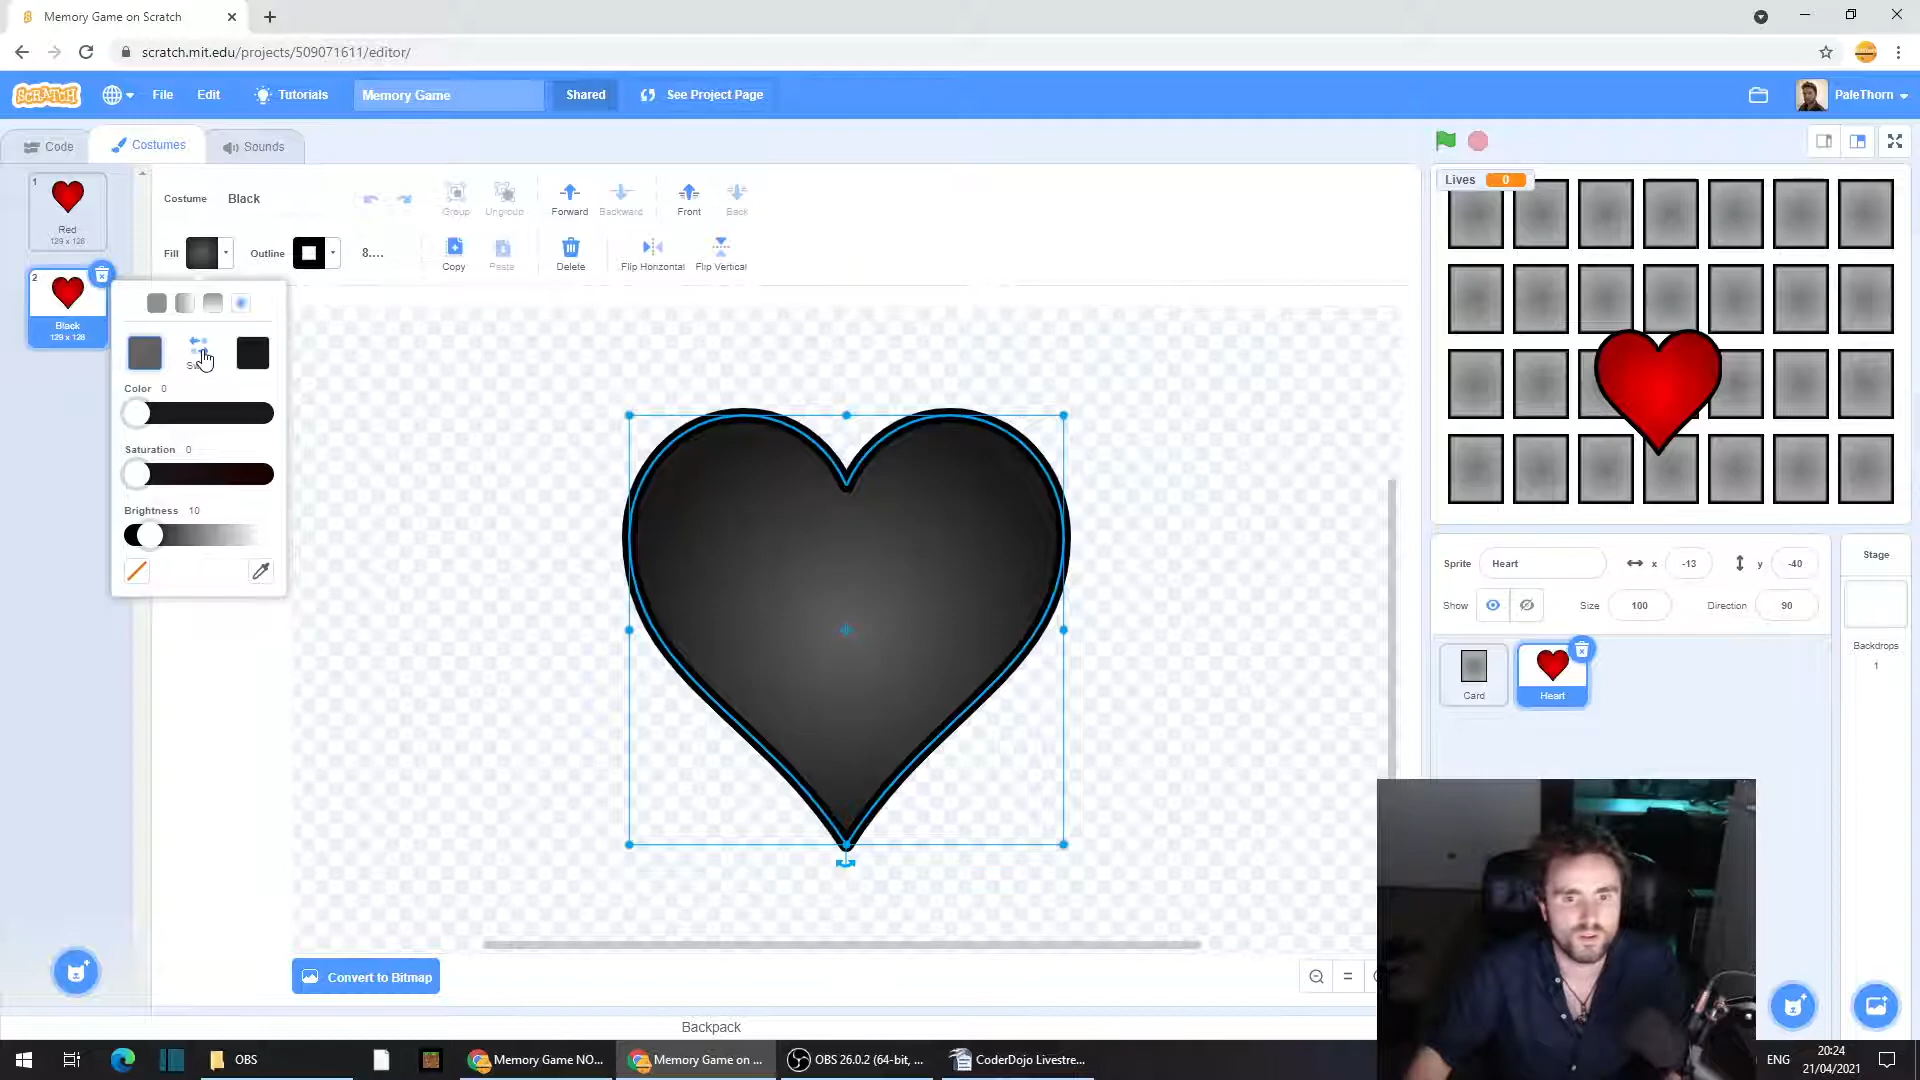 Memory Game on Scratch
scratch.mit.edu/projects/509071611/editor/
SCRATCH
File
Edit
Tutorials
Memory Game
Shared
See Project Page
PaleThorn
Code
Costumes
Sounds
1
Red
129 x 128
2
Black
129 x 128
Costume
Black
Group
Ungroup
Forward
Backward
Front
Back
Fill
Outline
8....
Copy
Paste
Delete
Flip Horizontal
Flip Vertical
Color 0
Saturation 0
Brightness 10
Convert to Bitmap
Backpack
Lives 0
Sprite
Heart
x
-13
y
-40
Show
Size
100
Direction
90
Card
Heart
Stage
Backdrops
1
OBS
Memory Game NO...
Memory Game on ...
OBS 26.0.2 (64-bit, ...
CoderDojo Livestre...
ENG
20:24
21/04/2021